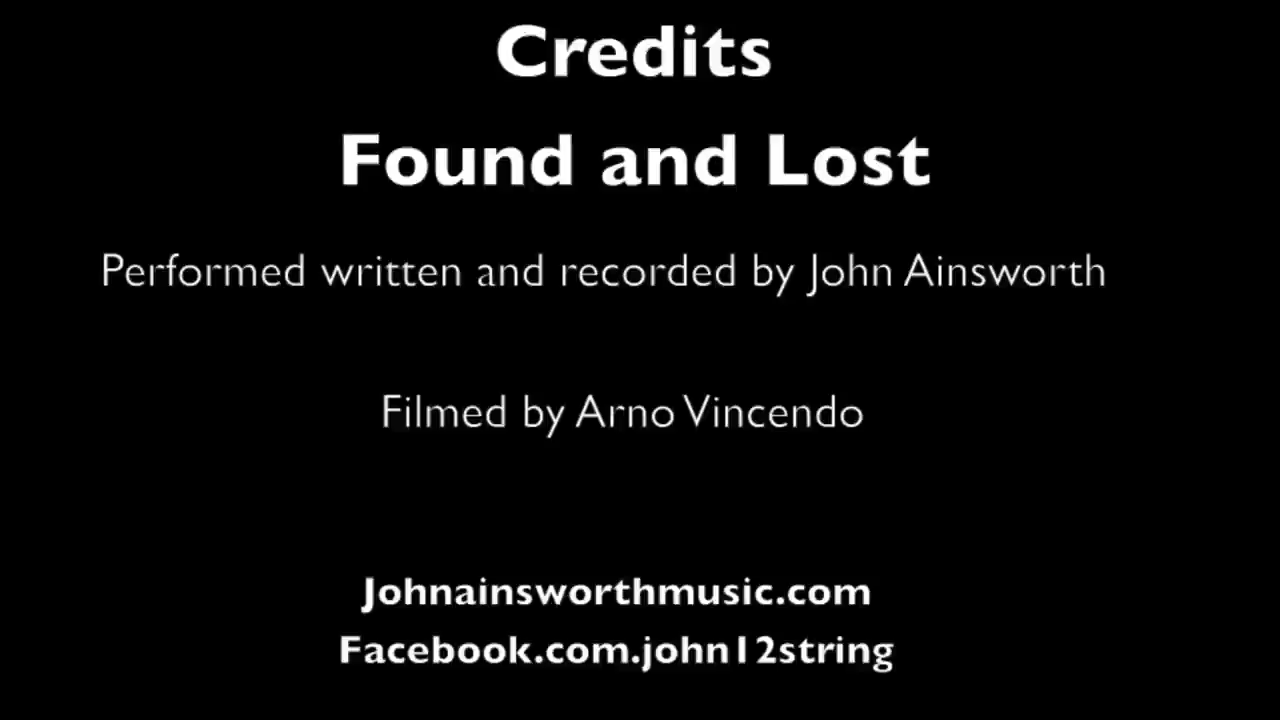 Credits
Found and Lost
Performed written and recorded by John Ainsworth
Filmed by Arno Vincendo
Johnainsworthmusic.com
Facebook.com.john12string